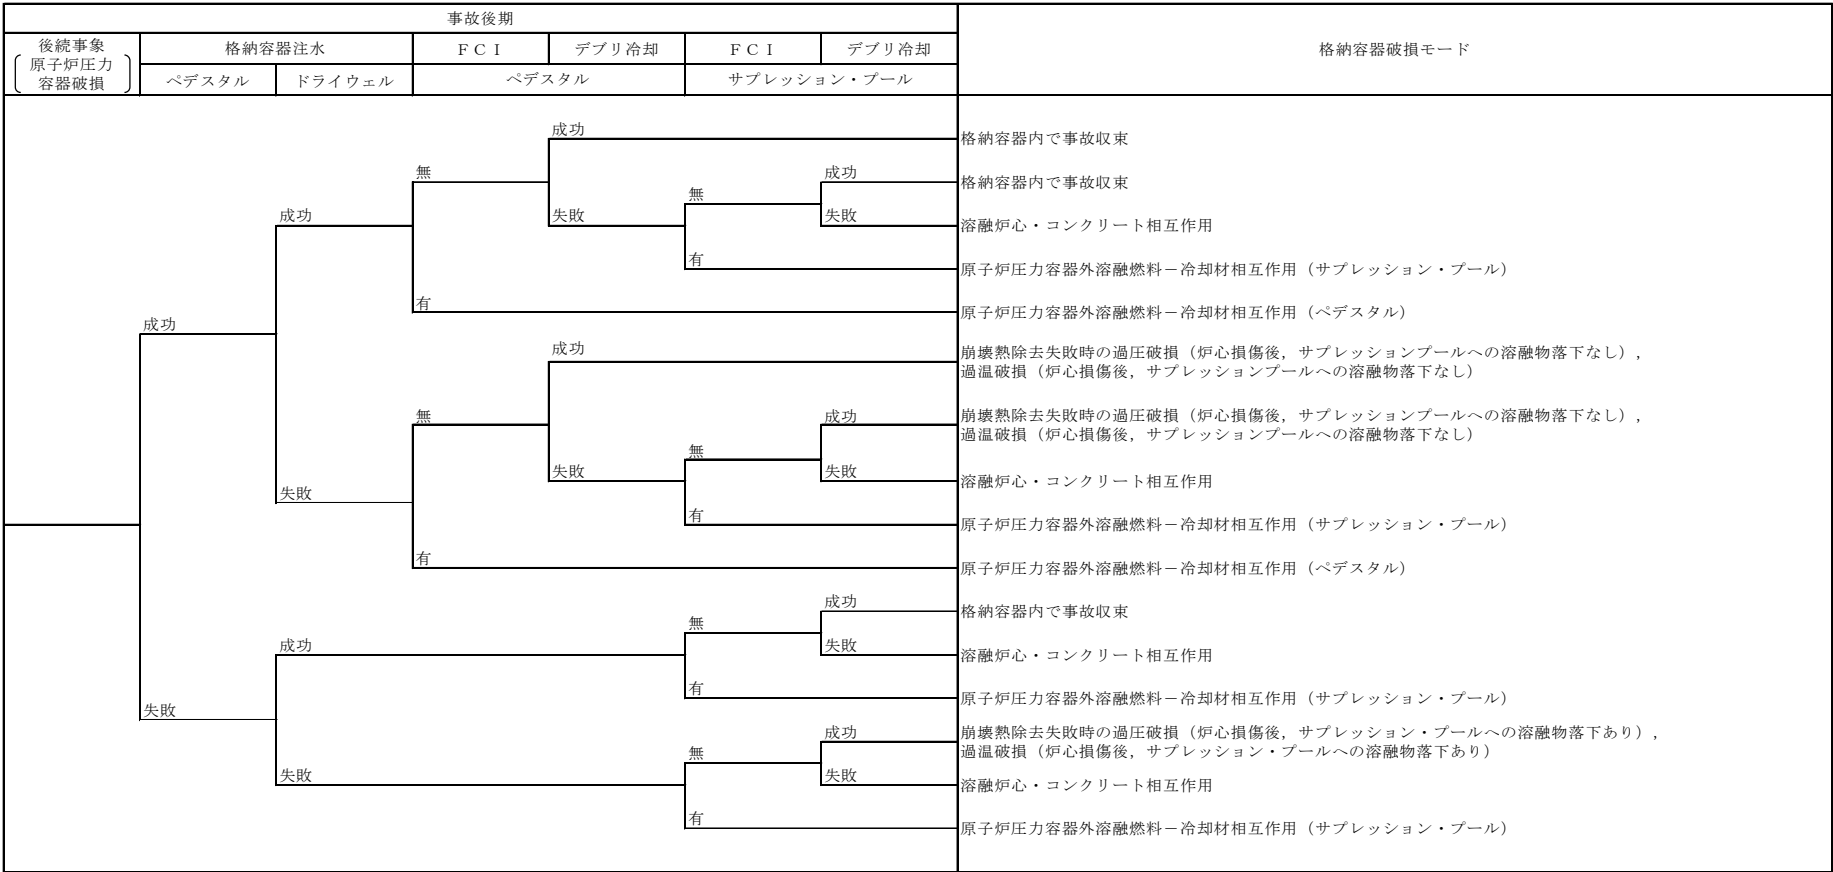 事故後期
後続事象
原子炉圧力
容器破損
格納容器注水
ＦＣＩ
デブリ冷却
ＦＣＩ
デブリ冷却
格納容器破損モード
ペデスタル
ドライウェル
ペデスタル
サプレッション・プール
成功
格納容器内で事故収束
無
成功
格納容器内で事故収束
無
成功
失敗
失敗
溶融炉心・コンクリート相互作用
有
原子炉圧力容器外溶融燃料－冷却材相互作用（サプレッション・プール）
有
原子炉圧力容器外溶融燃料－冷却材相互作用（ペデスタル）
成功
成功
崩壊熱除去失敗時の過圧破損（炉心損傷後，サプレッションプールへの溶融物落下なし），
過温破損（炉心損傷後，サプレッションプールへの溶融物落下なし）
無
成功
崩壊熱除去失敗時の過圧破損（炉心損傷後，サプレッションプールへの溶融物落下なし），
過温破損（炉心損傷後，サプレッションプールへの溶融物落下なし）
無
失敗
失敗
溶融炉心・コンクリート相互作用
失敗
有
原子炉圧力容器外溶融燃料－冷却材相互作用（サプレッション・プール）
有
原子炉圧力容器外溶融燃料－冷却材相互作用（ペデスタル）
成功
格納容器内で事故収束
無
成功
失敗
溶融炉心・コンクリート相互作用
有
原子炉圧力容器外溶融燃料－冷却材相互作用（サプレッション・プール）
失敗
成功
崩壊熱除去失敗時の過圧破損（炉心損傷後，サプレッション・プールへの溶融物落下あり），
過温破損（炉心損傷後，サプレッション・プールへの溶融物落下あり）
無
失敗
失敗
溶融炉心・コンクリート相互作用
有
原子炉圧力容器外溶融燃料－冷却材相互作用（サプレッション・プール）